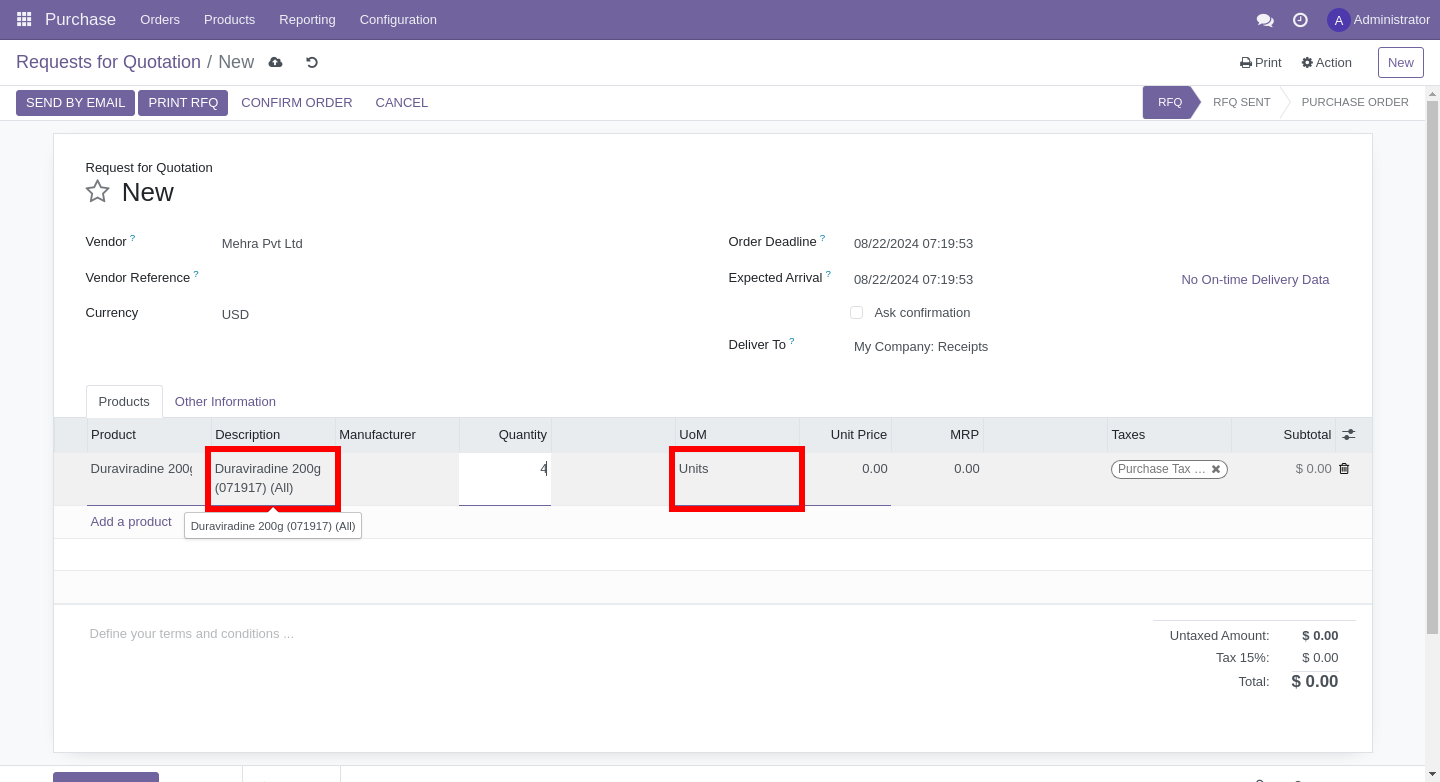 Purchase Orders Products Reporting Configuration A Administrator
Requests for Quotation / New Print Action New
SEND BY EMAIL PRINT RFQ CONFIRM ORDER CANCEL RFQ RFQ SENT PURCHASE ORDER
Request for Quotation
New
Vendor ? Mehra Pvt Ltd Order Deadline ? 08/22/2024 07:19:53
Vendor Reference ? Expected Arrival ? 08/22/2024 07:19:53 No On-time Delivery Data
Currency USD Ask confirmation
Deliver To ? My Company: Receipts
Products Other Information
Product Description Manufacturer Quantity UoM Unit Price MRP Taxes Subtotal
Duraviradine 200g Duraviradine 200g 4 Units 0.00 0.00 Purchase Tax ... $ 0.00
(071917) (All)
Add a product Duraviradine 200g (071917) (All)
Define your terms and conditions ... Untaxed Amount: $ 0.00
Tax 15%: $ 0.00
Total: $ 0.00